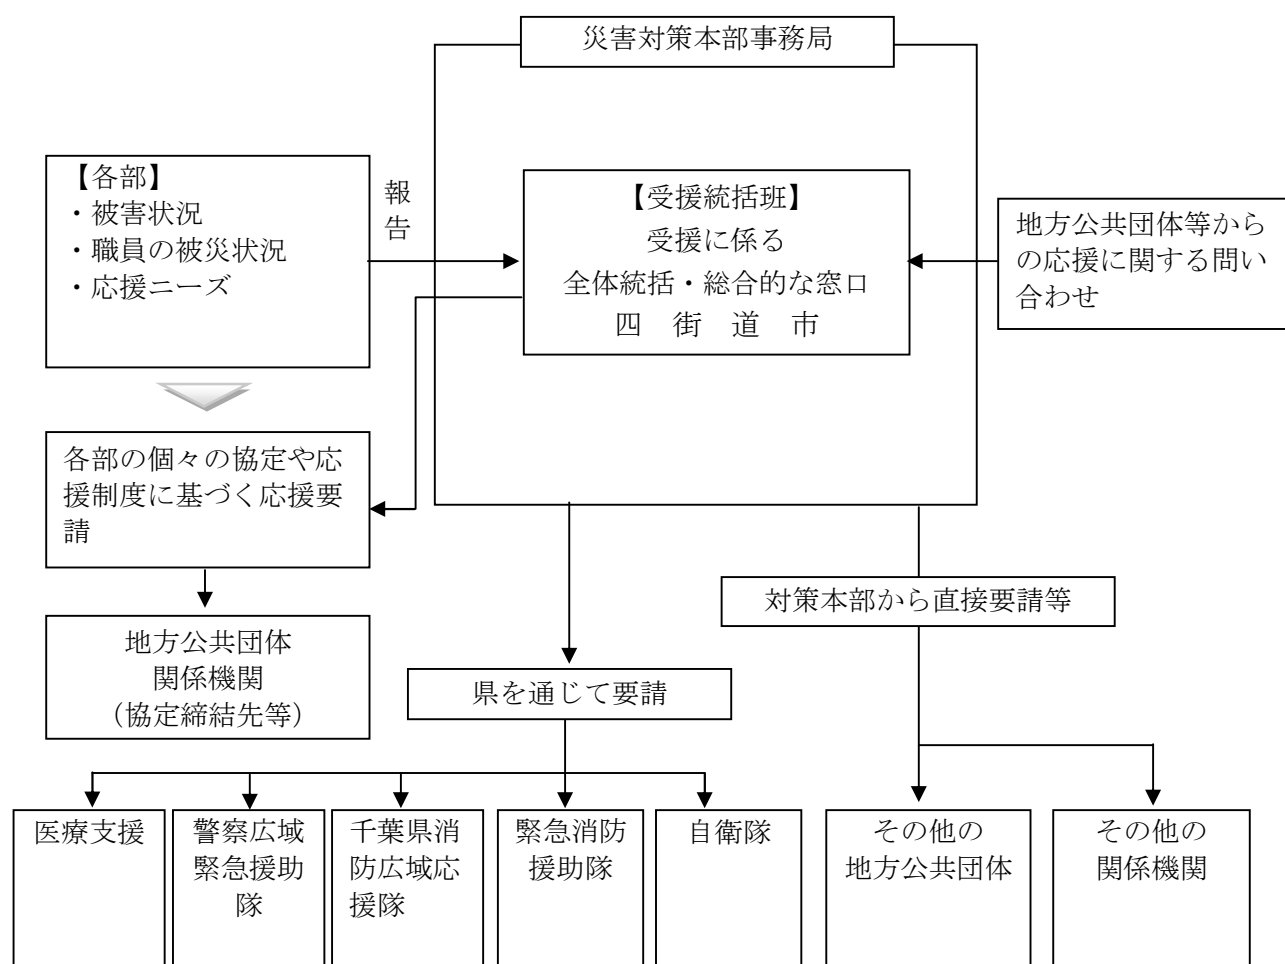 災害対策本部事務局
【各部】
・被害状況
・職員の被災状況
・応援ニーズ
報
告
【受援統括班】
受援に係る
全体統括・総合的な窓口
四 街 道 市
地方公共団体等から
の応援に関する問い
合わせ
各部の個々の協定や応
援制度に基づく応援要
請
地方公共団体
関係機関
（協定締結先等）
対策本部から直接要請等
県を通じて要請
医療支援
警察広域
緊急援助
隊
千葉県消
防広域応
援隊
緊急消防
援助隊
自衛隊
その他の
地方公共団体
その他の
関係機関